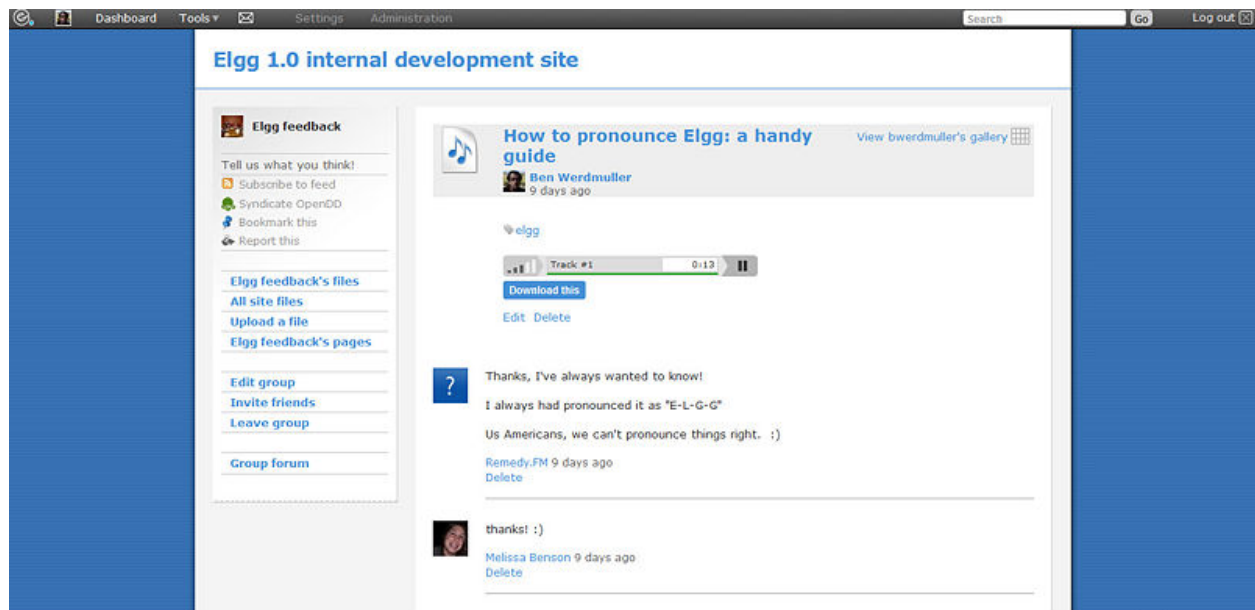 Dashboard Tools ▾ Settings Administration Search Go Log out
Elgg 1.0 internal development site
Elgg feedback
Tell us what you think!
Subscribe to feed
Syndicate OpenDD
Bookmark this
Report this
Elgg feedback's files
All site files
Upload a file
Elgg feedback's pages
Edit group
Invite friends
Leave group
Group forum
How to pronounce Elgg: a handy
guide
View bwerdmuller's gallery
Ben Werdmuller
9 days ago
elgg
Track #1 0:13
Download this
Edit Delete
?
Thanks, I've always wanted to know!
I always had pronounced it as "E-L-G-G"
Us Americans, we can't pronounce things right. :)
Remedy.FM 9 days ago
Delete
thanks! :)
Melissa Benson 9 days ago
Delete